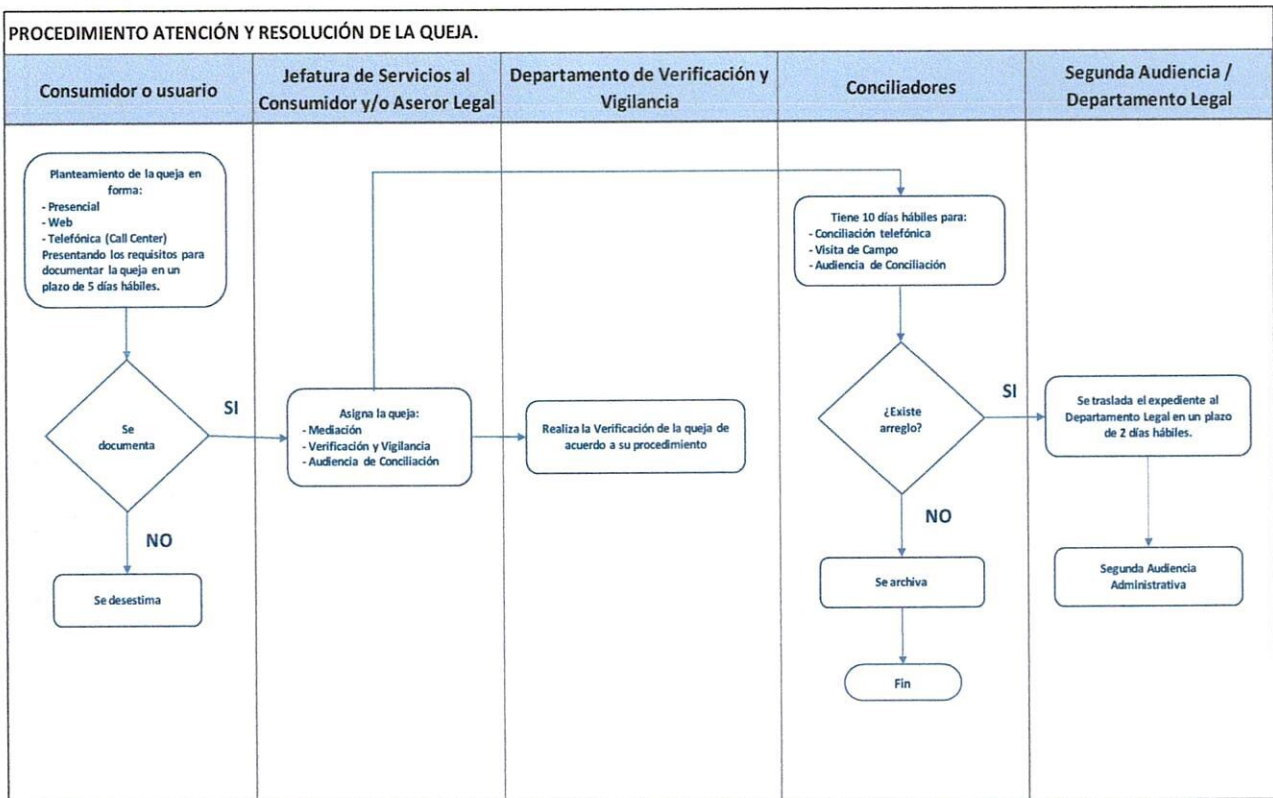 PROCEDIMIENTO ATENCIÓN Y RESOLUCIÓN DE LA QUEJA.
Consumidor o usuario
Jefatura de Servicios al
Consumidor y/o Aseror Legal
Departamento de Verificación y
Vigilancia
Conciliadores
Segunda Audiencia /
Departamento Legal
Planteamiento de la queja en
forma:
- Presencial
- Web
- Telefónica (Call Center)
Presentando los requisitos para
documentar la queja en un
plazo de 5 días hábiles.
Se
documenta
SI
NO
Se desestima
Asigna la queja:
- Mediación
- Verificación y Vigilancia
- Audiencia de Conciliación
Realiza la Verificación de la queja de
acuerdo a su procedimiento
Tiene 10 días hábiles para:
- Conciliación telefónica
- Visita de Campo
- Audiencia de Conciliación
¿Existe
arreglo?
SI
NO
Se archiva
Fin
Se traslada el expediente al
Departamento Legal en un plazo
de 2 días hábiles.
Segunda Audiencia
Administrativa